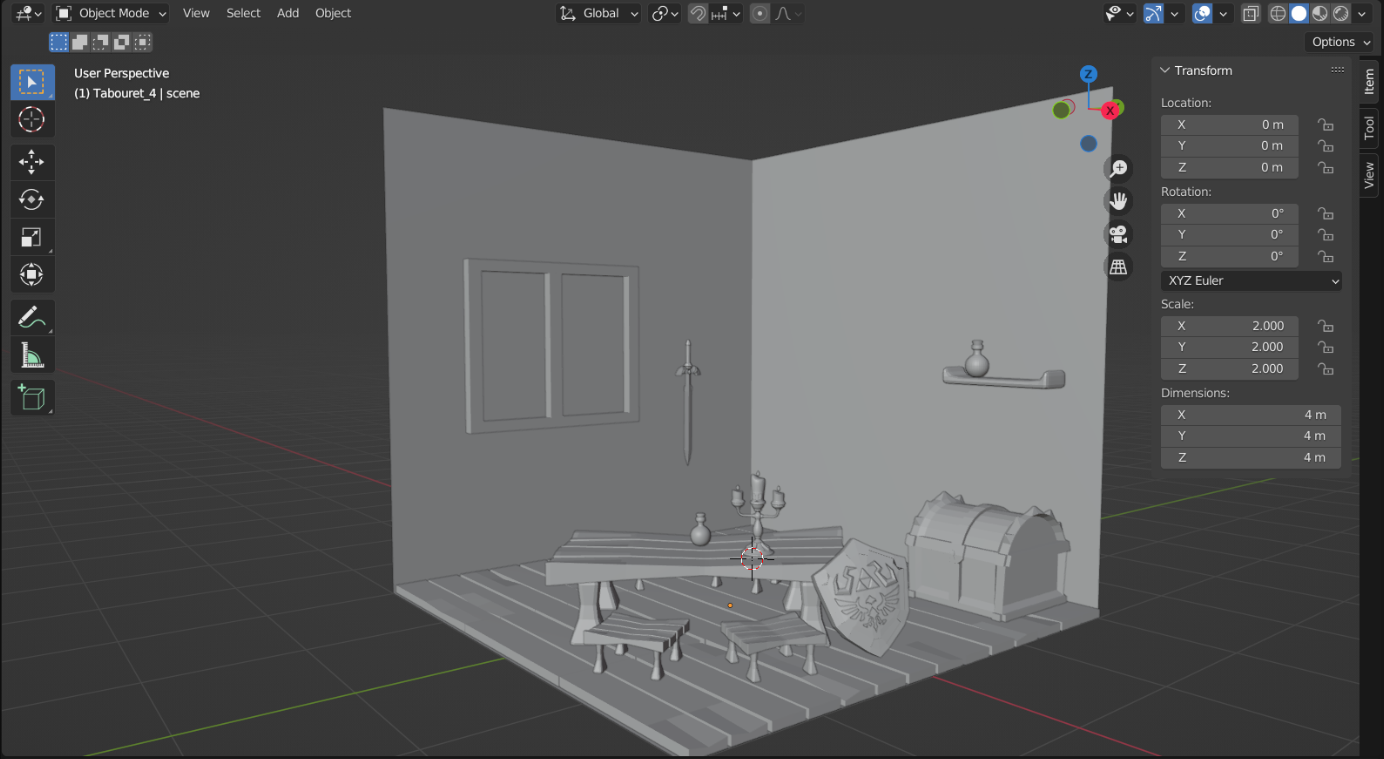 Object Mode View Select Add Object Global
Options
User Perspective
(1) Tabouret_4 | scene
Z
X
Transform
Location:
X 0 m
Y 0 m
Z 0 m
Rotation:
X 0°
Y 0°
Z 0°
XYZ Euler
Scale:
X 2.000
Y 2.000
Z 2.000
Dimensions:
X 4 m
Y 4 m
Z 4 m
Item
Tool
View